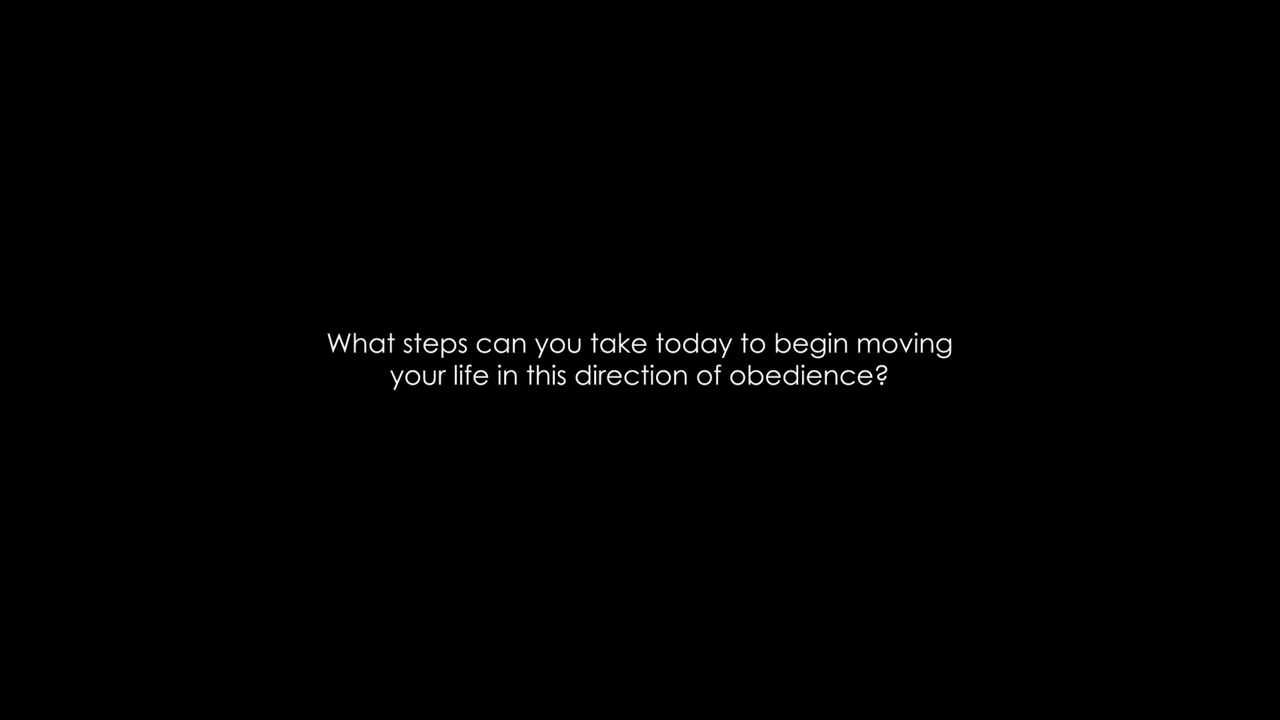 What steps can you take today to begin moving
your life in this direction of obedience?